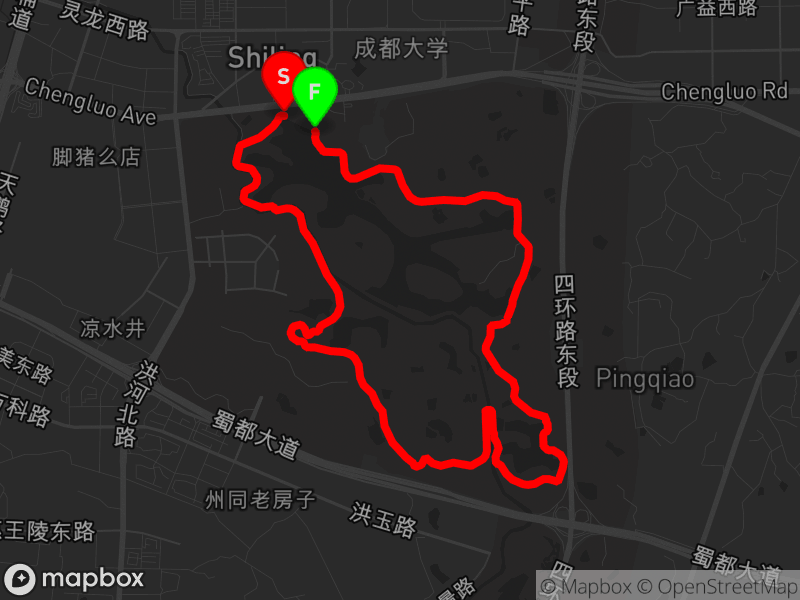 灵龙西路
广益西路
成都大学
Shiling
S
F
Chengluo Rd
Chengluo Ave
脚猪么店
四环路东段
凉水井
美东路
洪河北路
Pingqiao
蜀都大道
州同老房子
洪玉路
王陵东路
蜀都大道
mapbox
© Mapbox © OpenStreetMap